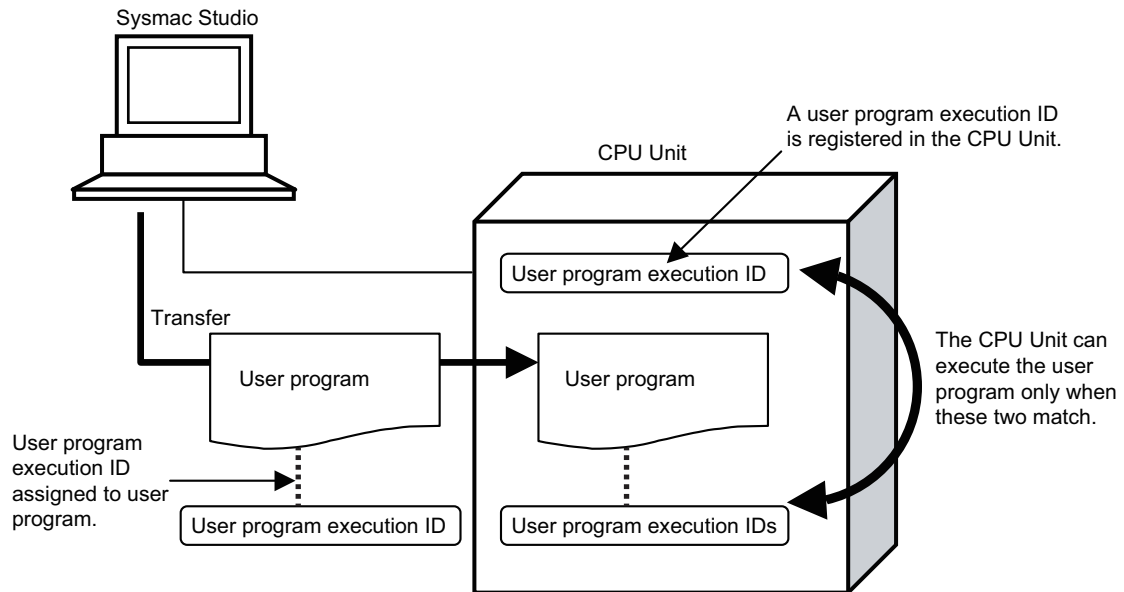 Sysmac Studio
A user program execution ID
is registered in the CPU Unit.
CPU Unit
User program execution ID
Transfer
User program
User program
The CPU Unit can
execute the user
program only when
these two match.
User program
execution ID
assigned to user
program.
User program execution ID
User program execution IDs